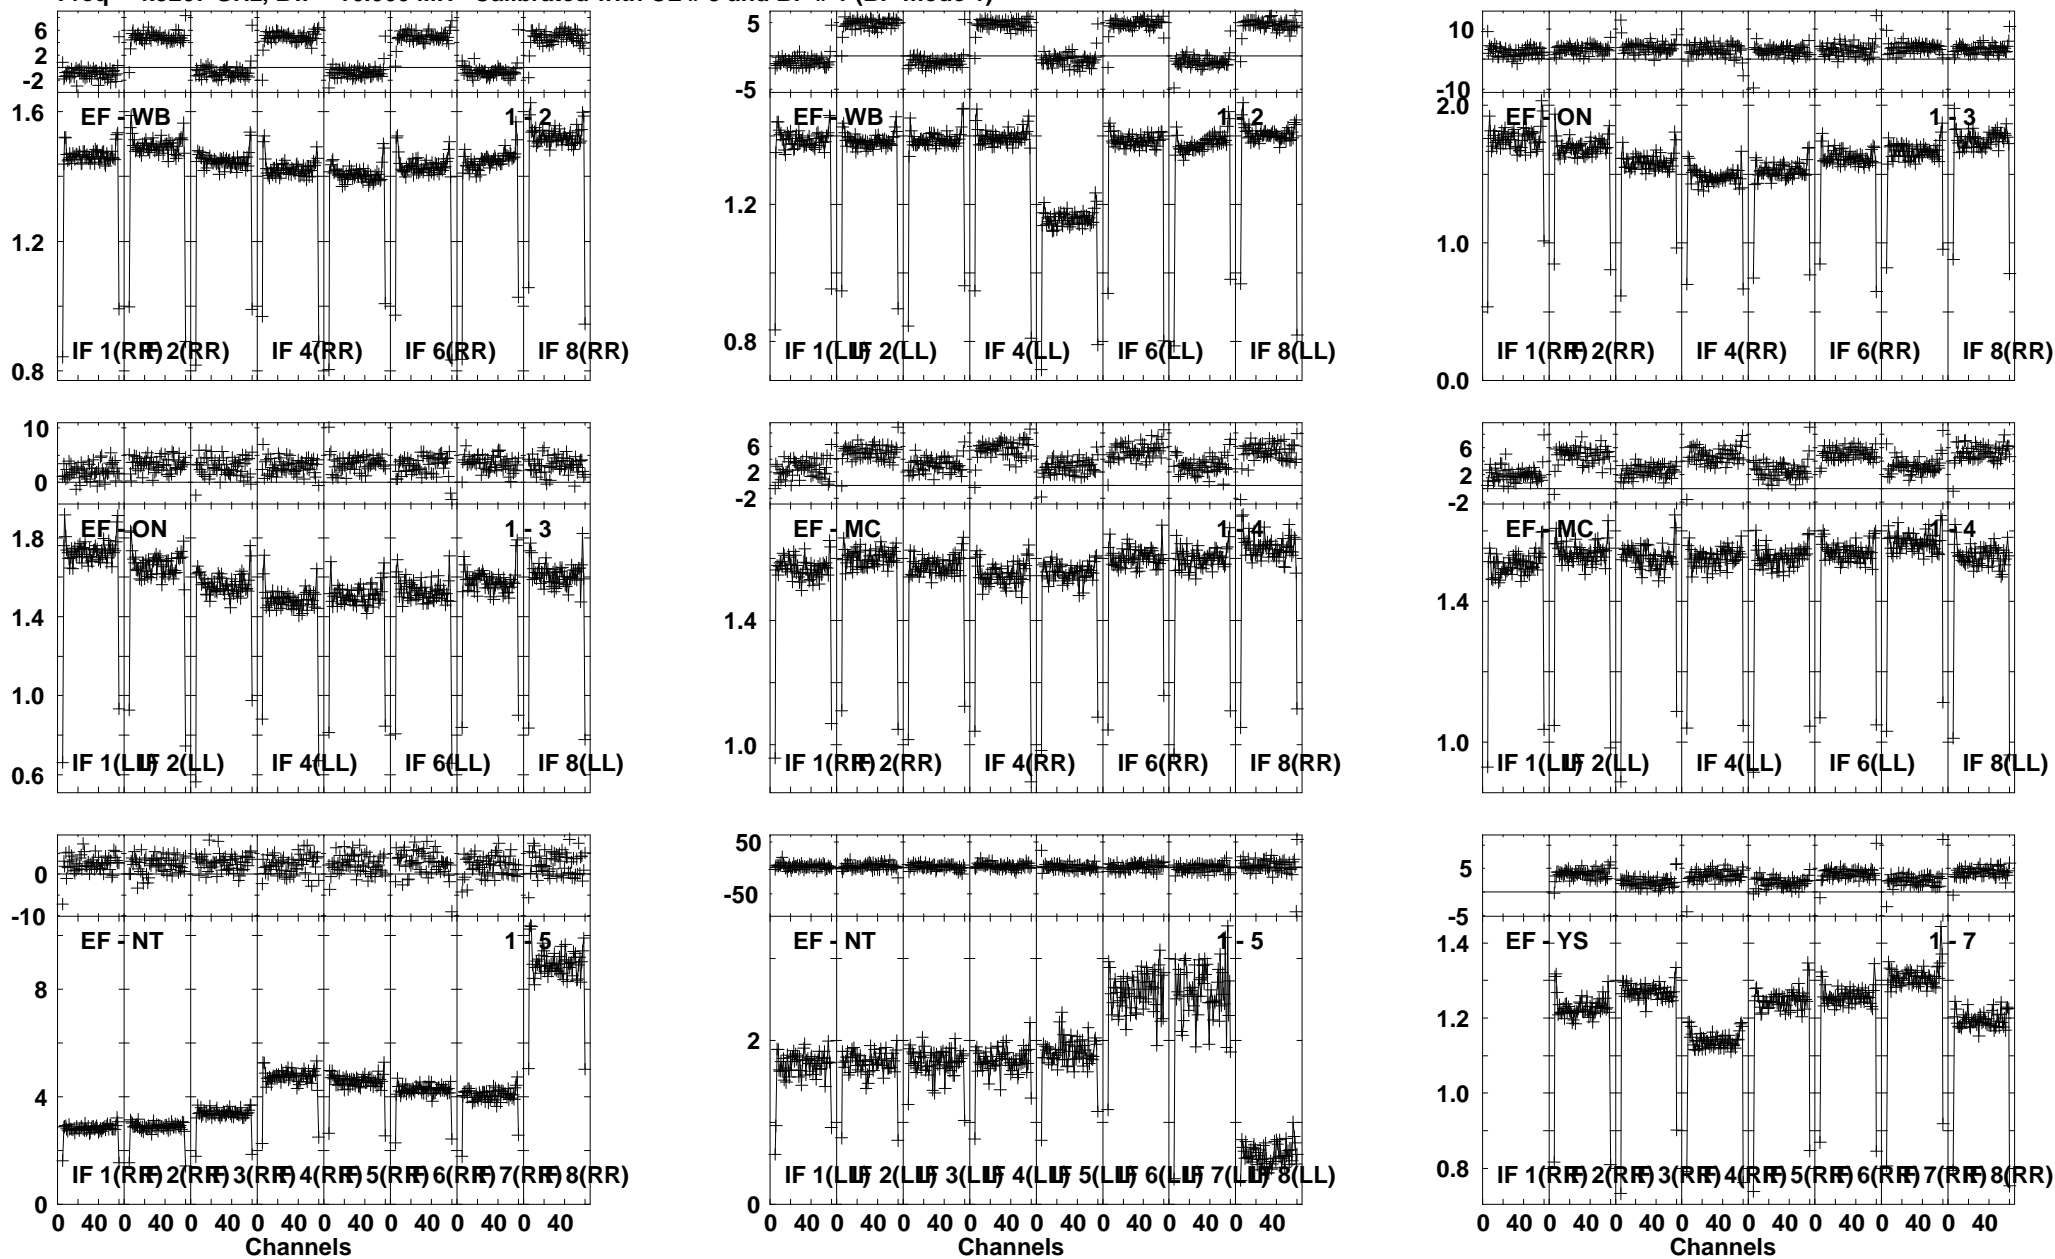 6
2
-2
1.6
1.2
0.8
EF - WB
1 - 2
IF 1(RR)
IF 2(RR)
IF 4(RR)
IF 6(RR)
IF 8(RR)
5
-5
1.2
0.8
EF - WB
1 - 2
IF 1(LL)
IF 2(LL)
IF 4(LL)
IF 6(LL)
IF 8(LL)
10
-10
2.0
1.0
0.0
EF - ON
1 - 3
IF 1(RR)
IF 2(RR)
IF 4(RR)
IF 6(RR)
IF 8(RR)
10
0
1.8
1.4
1.0
0.6
EF - ON
1 - 3
IF 1(LL)
IF 2(LL)
IF 4(LL)
IF 6(LL)
IF 8(LL)
6
2
-2
1.4
1.0
EF - MC
1 - 4
IF 1(RR)
IF 2(RR)
IF 4(RR)
IF 6(RR)
IF 8(RR)
6
2
-2
1.4
1.0
EF - MC
1 - 4
IF 1(LL)
IF 2(LL)
IF 4(LL)
IF 6(LL)
IF 8(LL)
0
-10
8
4
0
EF - NT
1 - 5
IF 1(RR)
IF 2(RR)
IF 3(RR)
IF 4(RR)
IF 5(RR)
IF 6(RR)
IF 7(RR)
IF 8(RR)
0 40 0 40 0 40 0 40 0 40 0 40 0 40 0 40
Channels
50
-50
2
0
EF - NT
1 - 5
IF 1(LL)
IF 2(LL)
IF 3(LL)
IF 4(LL)
IF 5(LL)
IF 6(LL)
IF 7(LL)
IF 8(LL)
0 40 0 40 0 40 0 40 0 40 0 40 0 40 0 40
Channels
5
-5
1.4
1.2
1.0
0.8
EF - YS
1 - 7
IF 1(RR)
IF 2(RR)
IF 3(RR)
IF 4(RR)
IF 5(RR)
IF 6(RR)
IF 7(RR)
IF 8(RR)
0 40 0 40 0 40 0 40 0 40 0 40 0 40 0 40
Channels